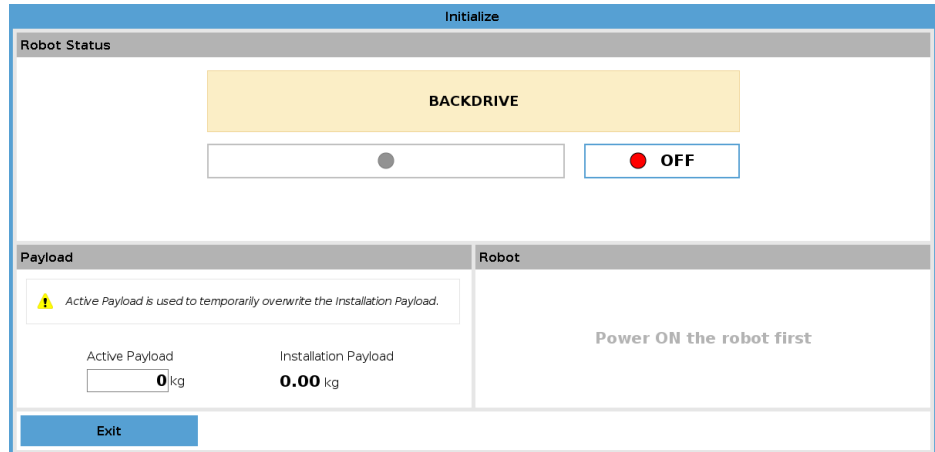 Initialize
Robot Status
BACKDRIVE
OFF
Payload
Robot
Active Payload is used to temporarily overwrite the Installation Payload.
Power ON the robot first
Active Payload Installation Payload
0 kg 0.00 kg
Exit